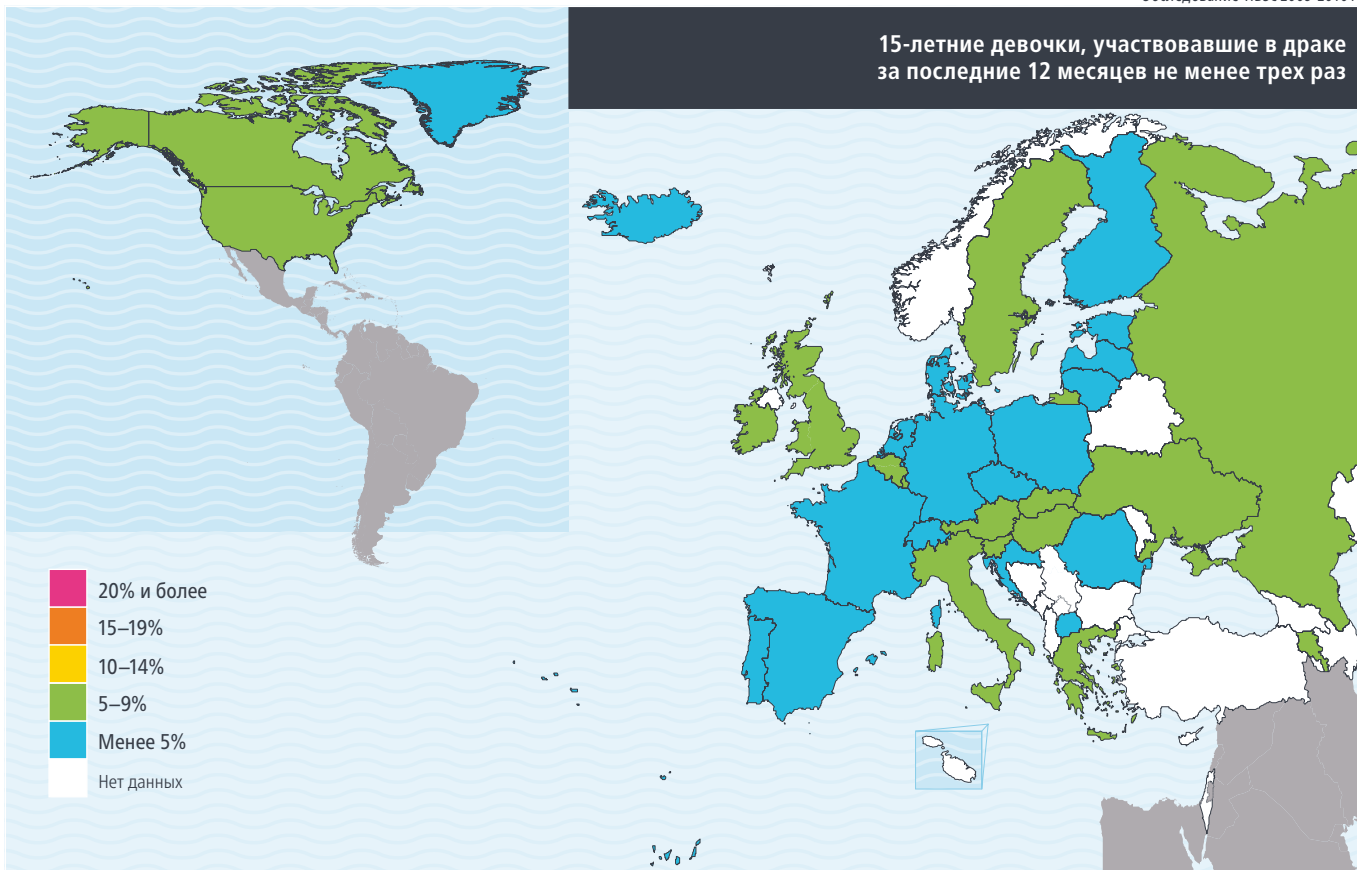 15-летние девочки, участвовавшие в драке
за последние 12 месяцев не менее трех раз
20% и более
15–19%
10–14%
5–9%
Менее 5%
Нет данных